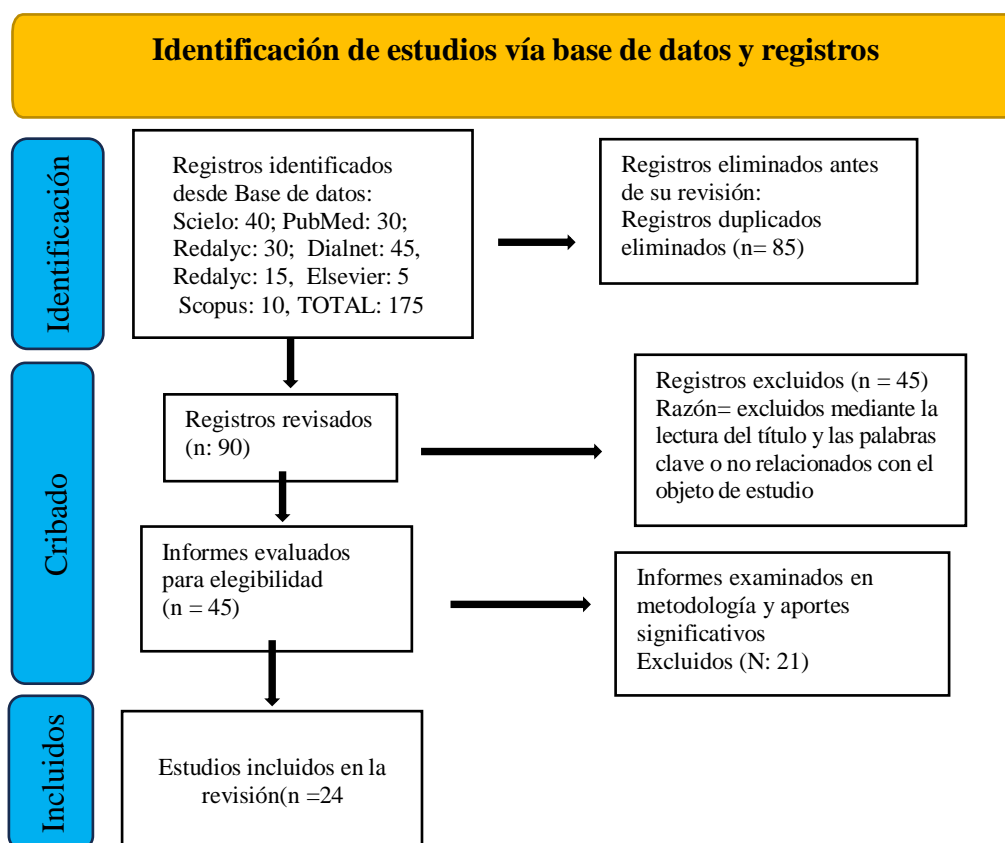 Identificación de estudios vía base de datos y registros
Identificación
Registros identificados
desde Base de datos:
Scielo: 40; PubMed: 30;
Redalyc: 30; Dialnet: 45,
Redalyc: 15, Elsevier: 5
Scopus: 10, TOTAL: 175
Registros eliminados antes
de su revisión:
Registros duplicados
eliminados (n= 85)
Cribado
Registros revisados
(n: 90)
Registros excluidos (n = 45)
Razón= excluidos mediante la
lectura del título y las palabras
clave o no relacionados con el
objeto de estudio
Informes evaluados
para elegibilidad
(n = 45)
Informes examinados en
metodología y aportes
significativos
Excluidos (N: 21)
Incluidos
Estudios incluidos en la
revisión(n =24